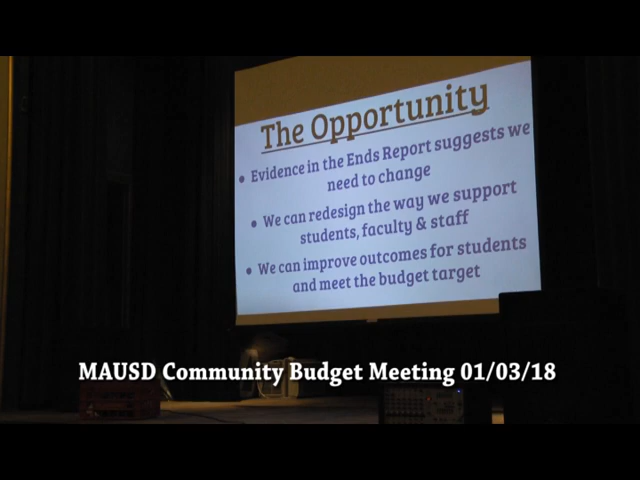 The Opportunity
• Evidence in the Ends Report suggests we
need to change
• We can redesign the way we support
students, faculty & staff
• We can improve outcomes for students
and meet the budget target
MAUSD Community Budget Meeting 01/03/18